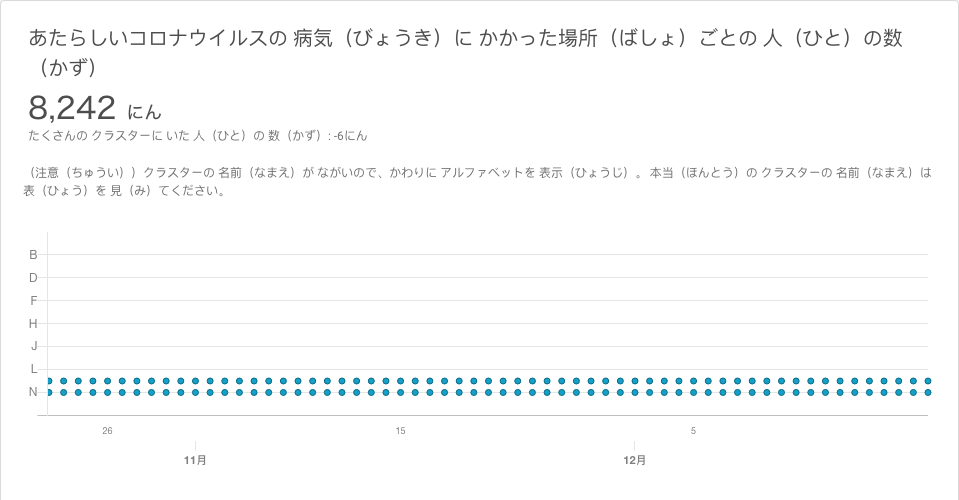 あたらしいコロナウイルスの 病気（びょうき）に かかった場所（ばしょ）ごとの 人（ひと）の数
（かず）
8,242 にん
たくさんの クラスターに いた 人（ひと）の 数（かず）: -6にん
（注意（ちゅうい））クラスターの 名前（なまえ）が ながいので、かわりに アルファベットを 表示（ひょうじ）。 本当（ほんとう）の クラスターの 名前（なまえ）は
表（ひょう）を 見（み）てください。
B
D
F
H
J
L
N
26 15 5
11月 12月